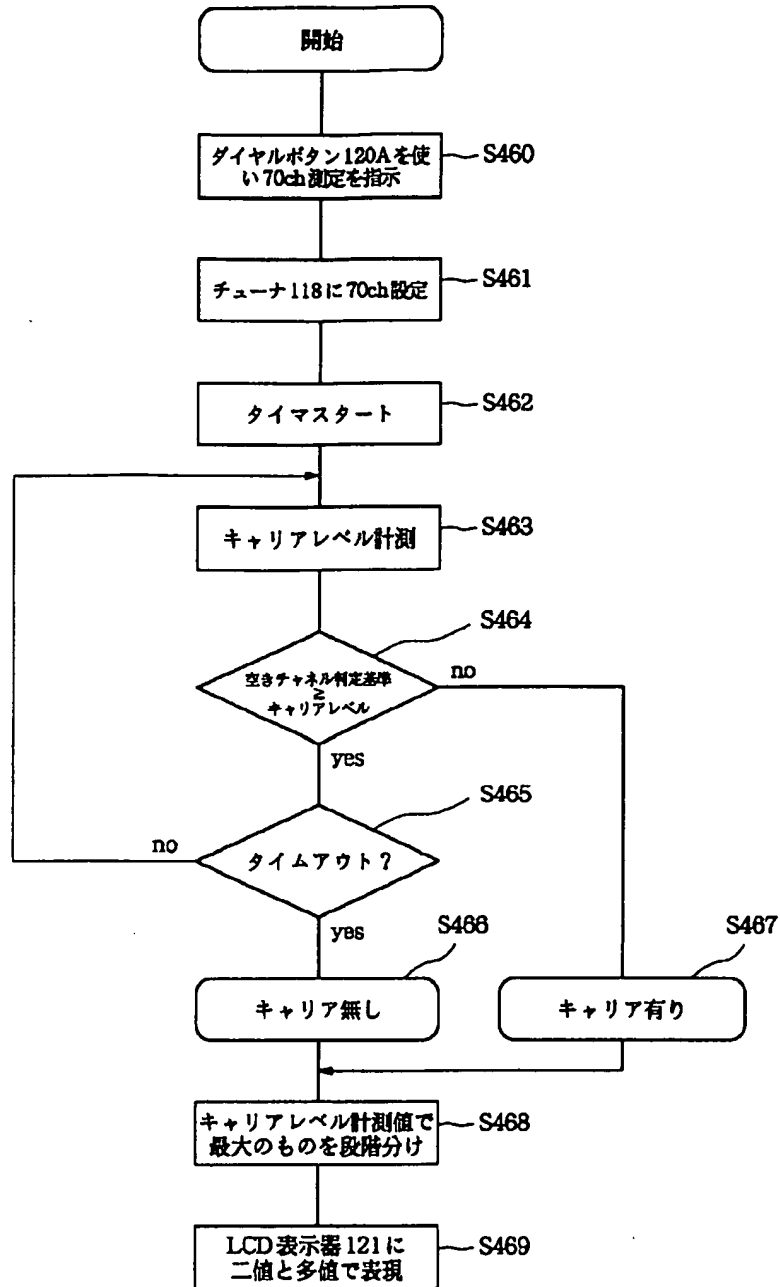 開始
ダイヤルボタン120Aを使
い70ch測定を指示
S460
チューナ118に70ch設定
S461
タイマスタート
S462
キャリアレベル計測
S463
S464
空きチャネル判定基準
≧
キャリアレベル
no
yes
S465
タイムアウト?
no
yes
S466
キャリア無し
S467
キャリア有り
キャリアレベル計測値で
最大のものを段階分け
S468
LCD表示器121に
二値と多値で表現
S469